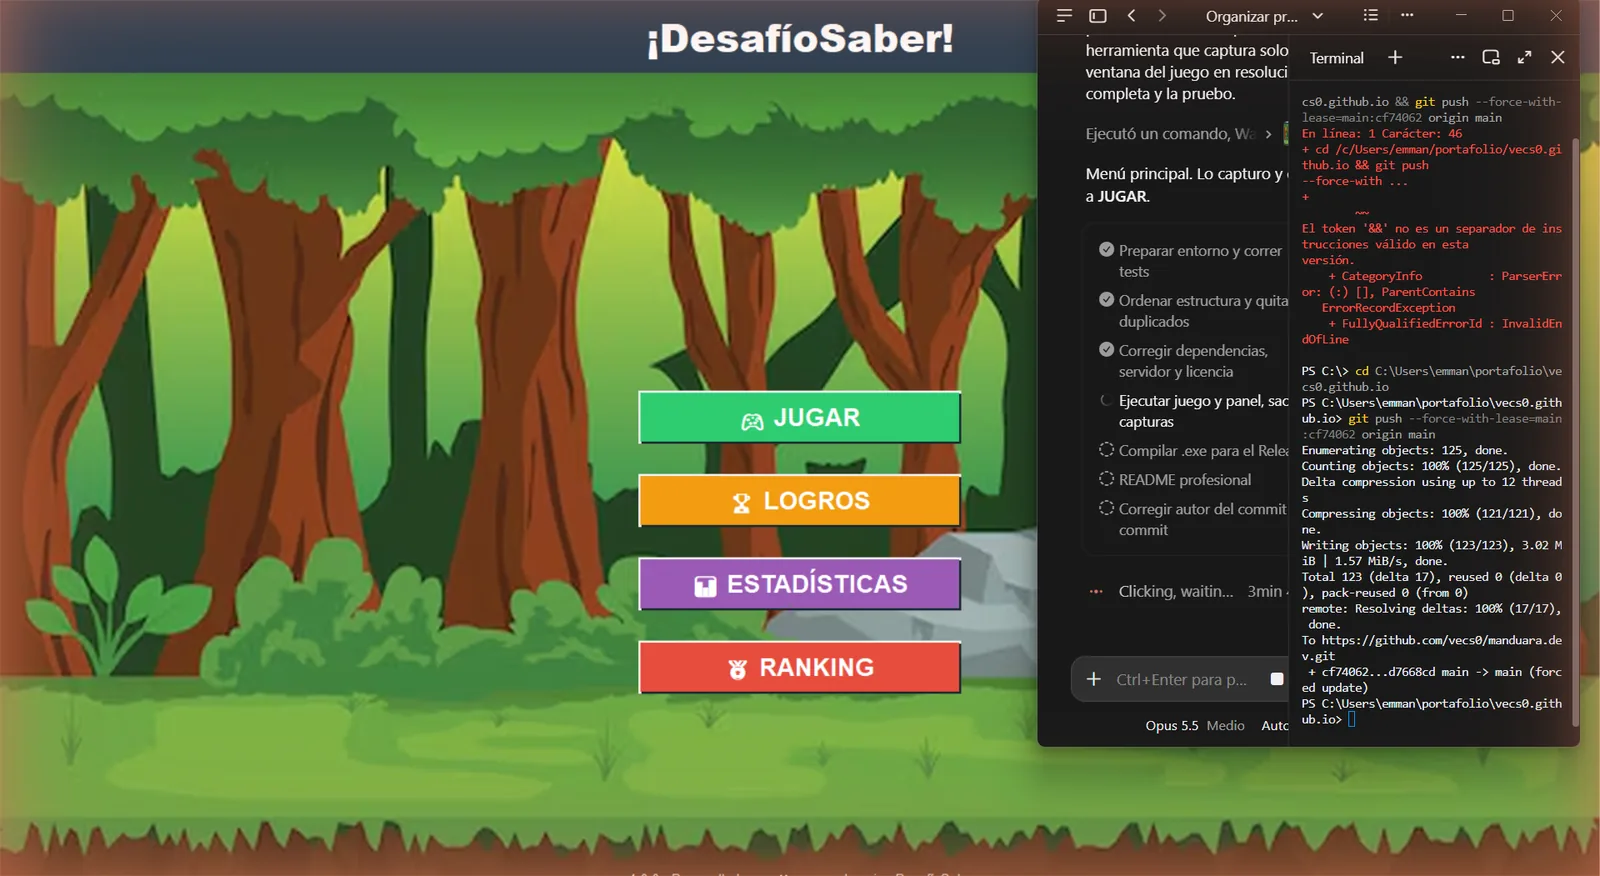 ¡DesafíoSaber!
JUGAR
LOGROS
ESTADÍSTICAS
RANKING
Organizar pr...
herramienta que captura solo
ventana del juego en resoluci
completa y la pruebo.
Ejecutó un comando, Wa
Menú principal. Lo capturo y
a JUGAR.
Preparar entorno y correr
tests
Ordenar estructura y quita
duplicados
Corregir dependencias,
servidor y licencia
Ejecutar juego y panel, sac
capturas
Compilar .exe para el Relea
README profesional
Corregir autor del commit
commit
Clicking, waitin... 3min
Ctrl+Enter para p...
Opus 5.5 Medio Auto
Terminal
cs0.github.io && git push --force-with-
lease=main:cf74062 origin main
En línea: 1 Carácter: 46
+ cd /c/Users/emman/portafolio/vecs0.gi
thub.io && git push
--force-with ...
+
~~
El token '&&' no es un separador de ins
trucciones válido en esta
versión.
+ CategoryInfo : ParserErr
or: (:) [], ParentContains
ErrorRecordException
+ FullyQualifiedErrorId : InvalidEn
dOfLine
PS C:\> cd C:\Users\emman\portafolio\ve
cs0.github.io
PS C:\Users\emman\portafolio\vecs0.gith
ub.io> git push --force-with-lease=main
:cf74062 origin main
Enumerating objects: 125, done.
Counting objects: 100% (125/125), done.
Delta compression using up to 12 thread
s
Compressing objects: 100% (121/121), do
ne.
Writing objects: 100% (123/123), 3.02 M
iB | 1.57 MiB/s, done.
Total 123 (delta 17), reused 0 (delta 0
), pack-reused 0 (from 0)
remote: Resolving deltas: 100% (17/17),
done.
To https://github.com/vecs0/manduara.de
v.git
+ cf74062...d7668cd main -> main (forc
ed update)
PS C:\Users\emman\portafolio\vecs0.gith
ub.io>